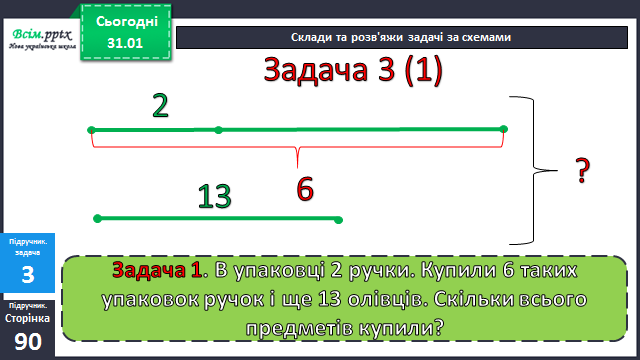 Всім.pptx
Нова українська школа
Сьогодні
31.01
Склади та розв'яжи задачі за схемами
Задача 3 (1)
2
6
13
?
Підручник.
задача
3
Підручник.
Сторінка
90
Задача 1. В упаковці 2 ручки. Купили 6 таких
упаковок ручок і ще 13 олівців. Скільки всього
предметів купили?